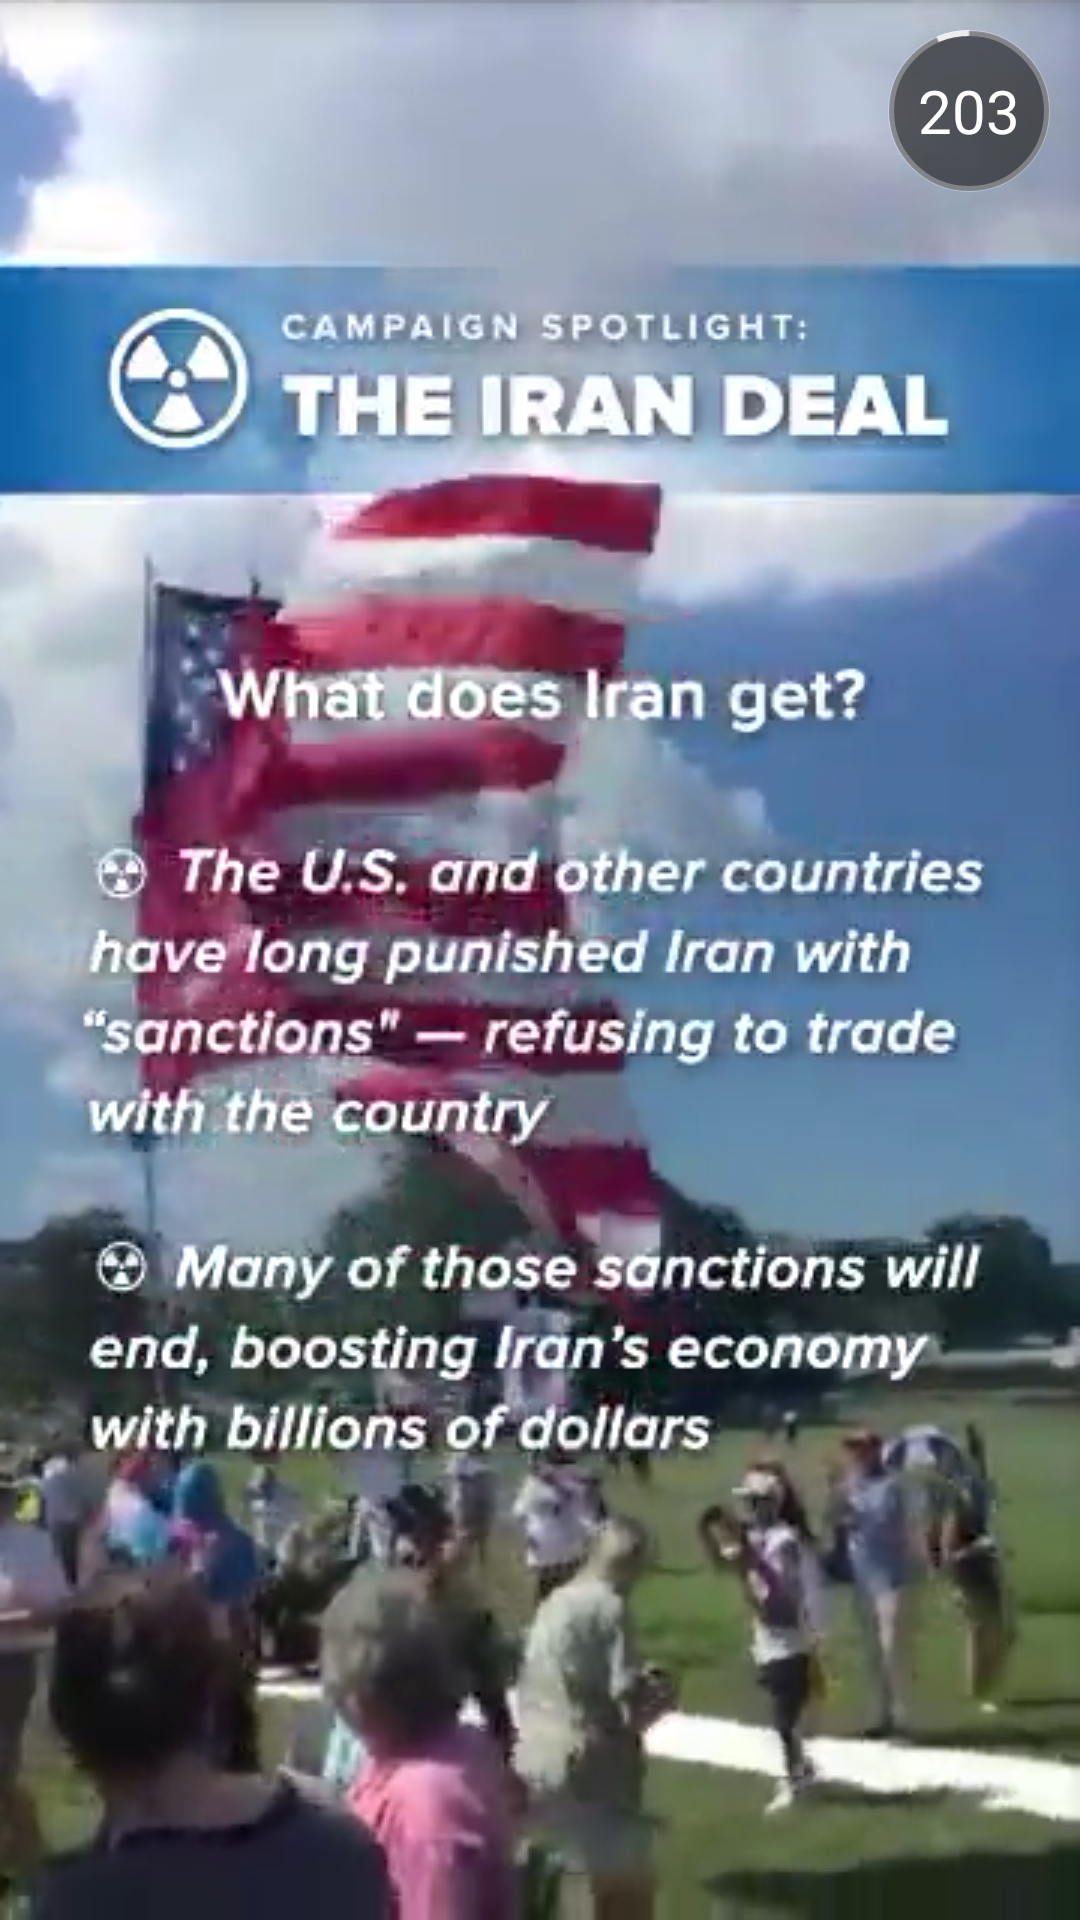 203
CAMPAIGN SPOTLIGHT:
THE IRAN DEAL
What does Iran get?
The U.S. and other countries
have long punished Iran with
“sanctions" — refusing to trade
with the country
Many of those sanctions will
end, boosting Iran’s economy
with billions of dollars